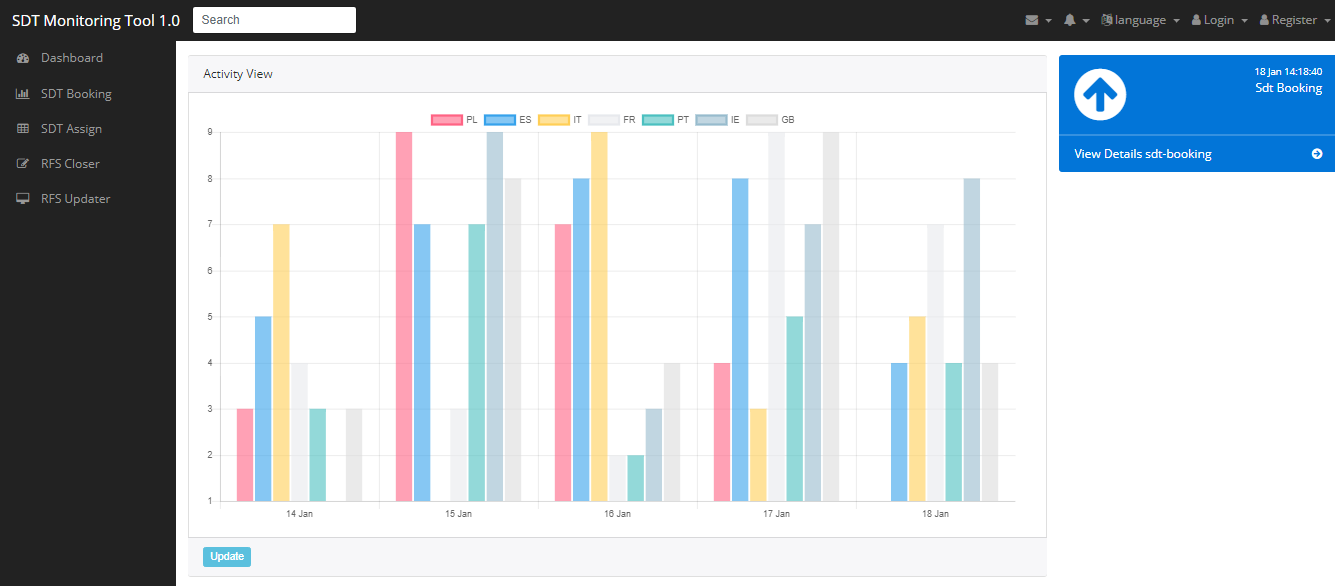 SDT Monitoring Tool 1.0
Search
language
Login
Register
Dashboard
SDT Booking
SDT Assign
RFS Closer
RFS Updater
Activity View
PL ES IT FR PT IE GB
9
8
7
6
5
4
3
2
1
14 Jan 15 Jan 16 Jan 17 Jan 18 Jan
Update
18 Jan 14:18:40
Sdt Booking
View Details sdt-booking